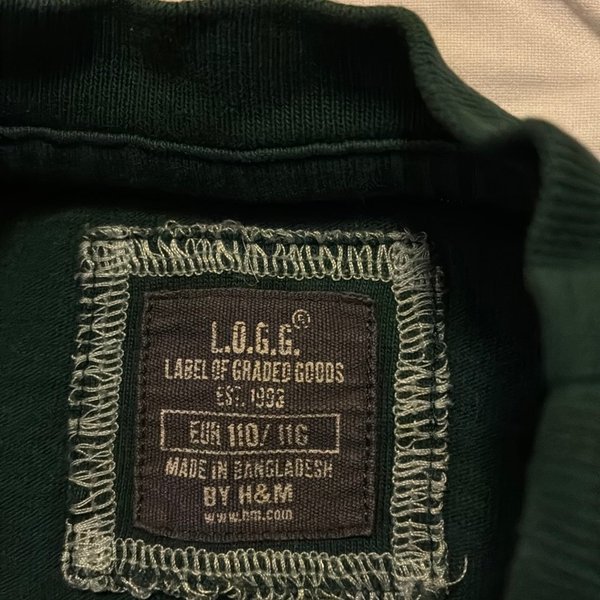 L.O.G.G.®
LABEL OF GRADED GOODS
EST. 1993
EUR 110/116
MADE IN BANGLADESH
BY H&M
www.hm.com